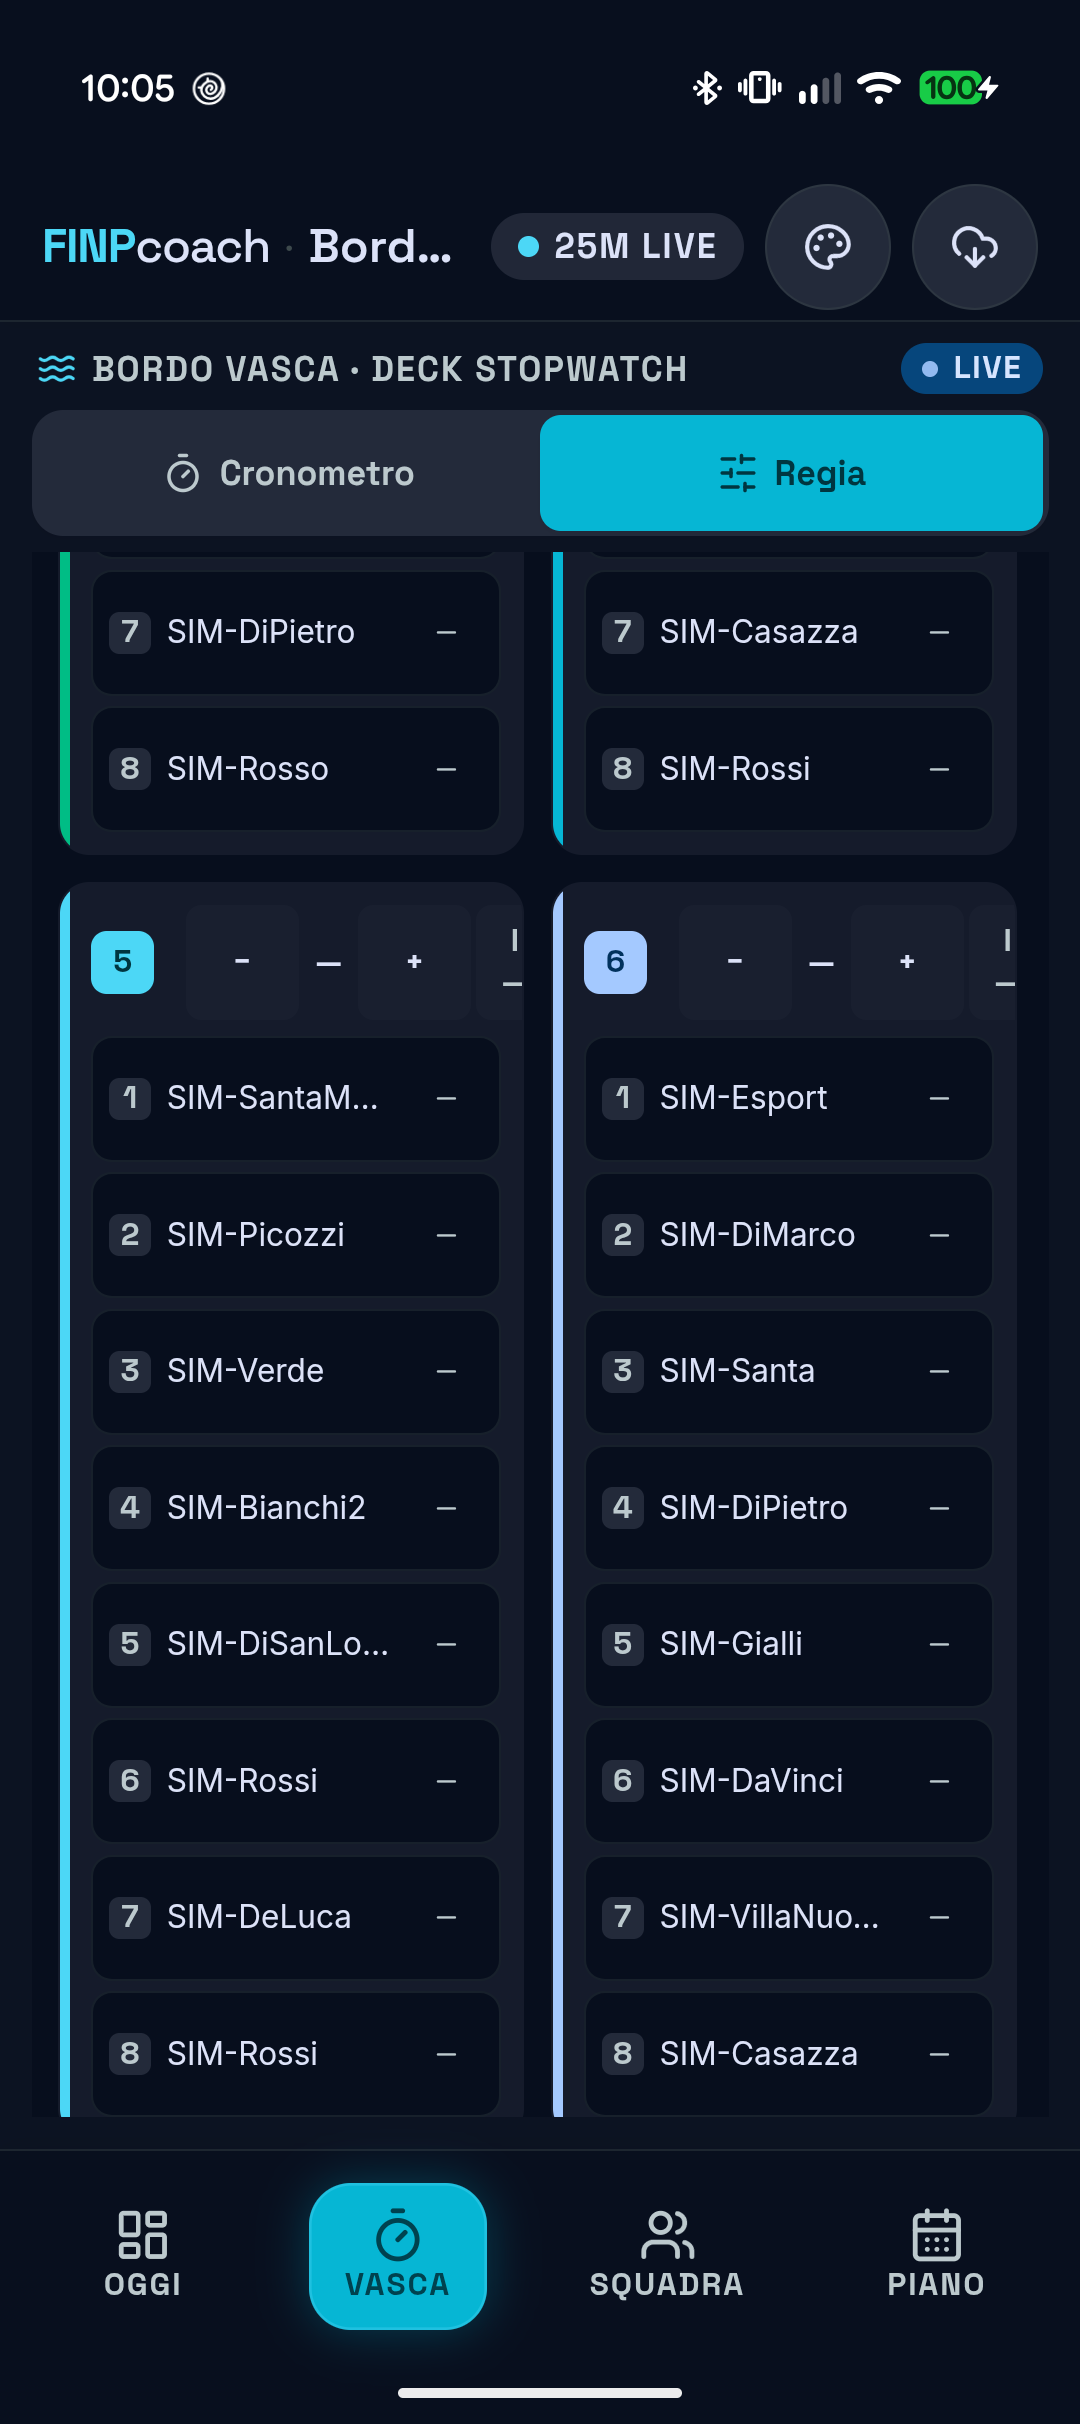 10:05
100
FINPcoach · Bord...
25M LIVE
BORDO VASCA · DECK STOPWATCH
LIVE
Cronometro
Regia
7 SIM-DiPietro –
8 SIM-Rosso –
7 SIM-Casazza –
8 SIM-Rossi –
5 - — +
1 SIM-SantaM... –
2 SIM-Picozzi –
3 SIM-Verde –
4 SIM-Bianchi2 –
5 SIM-DiSanLo... –
6 SIM-Rossi –
7 SIM-DeLuca –
8 SIM-Rossi –
6 - — +
1 SIM-Esport –
2 SIM-DiMarco –
3 SIM-Santa –
4 SIM-DiPietro –
5 SIM-Gialli –
6 SIM-DaVinci –
7 SIM-VillaNuo... –
8 SIM-Casazza –
OGGI
VASCA
SQUADRA
PIANO